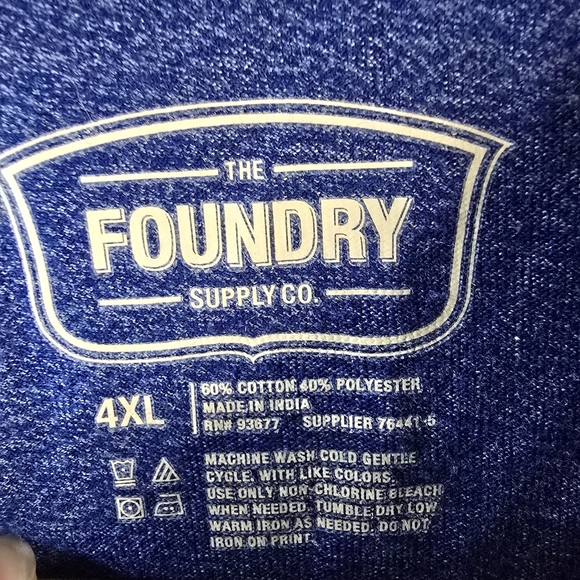 THE
FOUNDRY
SUPPLY CO.
4XL
60% COTTON 40% POLYESTER
MADE IN INDIA
RN# 93677 SUPPLIER 76441-5
MACHINE WASH COLD GENTLE
CYCLE, WITH LIKE COLORS.
USE ONLY NON-CHLORINE BLEACH
WHEN NEEDED. TUMBLE DRY LOW
WARM IRON AS NEEDED. DO NOT
IRON ON PRINT.